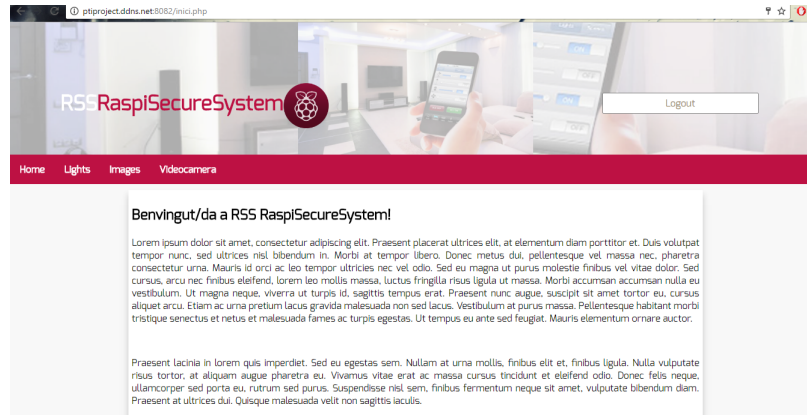 ptiproject.ddns.net:8082/inici.php
RSSRaspiSecureSystem
Logout
Home Lights Images Videocamera
Benvingut/da a RSS RaspiSecureSystem!
Lorem ipsum dolor sit amet, consectetur adipiscing elit. Praesent placerat ultrices elit, at elementum diam porttitor et. Duis volutpat
tempor nunc, sed ultrices nisl bibendum in. Morbi at tempor libero. Donec metus dui, pellentesque vel massa nec, pharetra
consectetur urna. Mauris id orci ac leo tempor ultricies nec vel odio. Sed eu magna ut purus molestie finibus vel vitae dolor. Sed
cursus, arcu nec finibus eleifend, lorem leo mollis massa, luctus fringilla risus ligula ut massa. Morbi accumsan accumsan nulla eu
vestibulum. Ut magna neque, viverra ut turpis id, sagittis tempus erat. Praesent nunc augue, suscipit sit amet tortor eu, cursus
aliquet arcu. Etiam ac urna pretium lacus gravida malesuada non sed lacus. Vestibulum at purus massa. Pellentesque habitant morbi
tristique senectus et netus et malesuada fames ac turpis egestas. Ut tempus eu ante sed feugiat. Mauris elementum ornare auctor.
Praesent lacinia in lorem quis imperdiet. Sed eu egestas sem. Nullam at urna mollis, finibus elit et, finibus ligula. Nulla vulputate
risus tortor, at aliquam augue pharetra eu. Vivamus vitae erat ac massa cursus tincidunt et eleifend odio. Donec felis neque,
ullamcorper sed porta eu, rutrum sed purus. Suspendisse nisl sem, finibus fermentum neque sit amet, vulputate bibendum diam.
Praesent at ultrices dui. Quisque malesuada velit non sagittis iaculis.
ON
OFF
ON
OFF